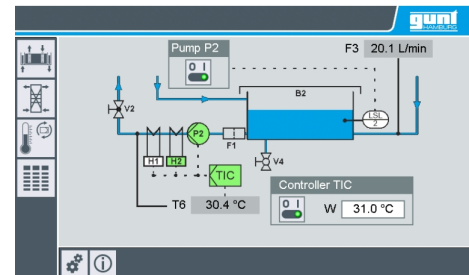 gunt
HAMBURG
Pump P2
0 I
F3 20.1 L/min
B2
V2
LSL
2
P2
F1
H1 H2
V4
TIC
Controller TIC
0 I
W 31.0 °C
T6 30.4 °C